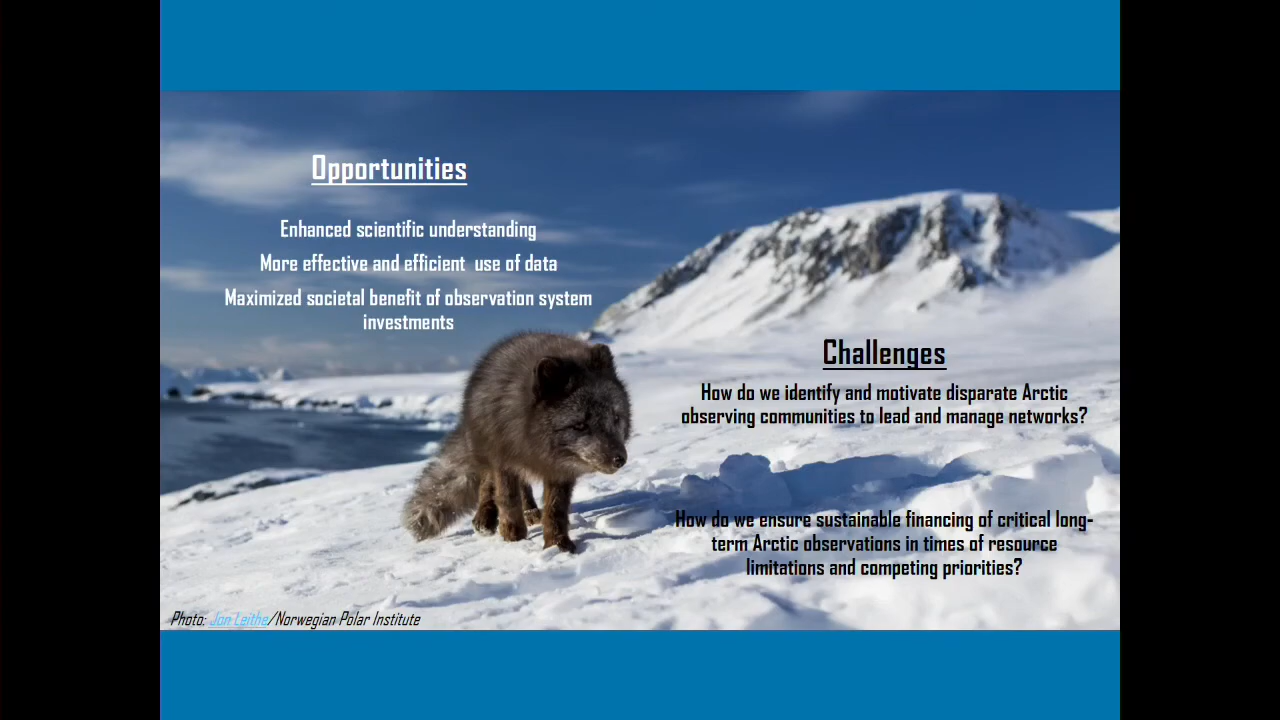 Opportunities
Enhanced scientific understanding
More effective and efficient  use of data
Maximized societal benefit of observation system
investments
Challenges
How do we identify and motivate disparate Arctic
observing communities to lead and manage networks?
How do we ensure sustainable financing of critical long-
term Arctic observations in times of resource
limitations and competing priorities?
Photo: Jon Leithe/Norwegian Polar Institute